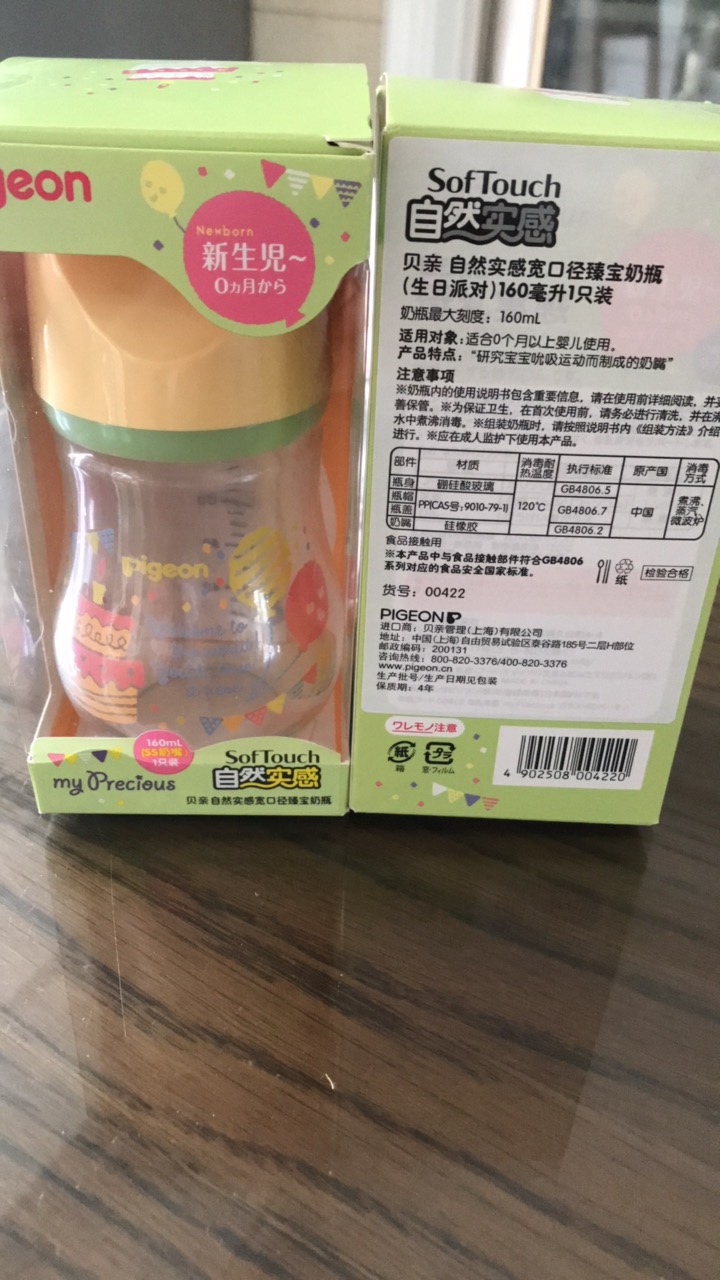 geon
Newborn
新生児~
0ヵ月から
pigeon
160mL
(SS奶嘴)
1只装
my Precious
SofTouch
自然实感
贝亲自然实感宽口径臻宝奶瓶
SofTouch
自然实感
贝亲 自然实感宽口径臻宝奶瓶
(生日派对)160毫升1只装
奶瓶最大刻度：160mL
适用对象：适合0个月以上婴儿使用。
产品特点：“研究宝宝吮吸运动而制成的奶嘴”
注意事项
※奶瓶内的使用说明书包含重要信息，请在使用前详细阅读，并妥
善保管。※为保证卫生，在首次使用前，请务必进行清洗，并在沸
水中煮沸消毒。※组装奶瓶时，请按照说明书内《组装方法》介绍
进行。※应在成人监护下使用本产品。
部件 材质 消毒耐热温度 执行标准 原产国 消毒方式
瓶身 硼硅酸玻璃 120℃ GB4806.5 中国 煮沸、蒸汽、微波炉
瓶帽 PP(CAS号：9010-79-1) GB4806.7
瓶盖
奶嘴 硅橡胶 GB4806.2
食品接触用
※本产品中与食品接触部件符合GB4806
系列对应的食品安全国家标准。
纸
检验合格
货号：00422
PIGEON
进口商：贝亲管理(上海)有限公司
地址：中国(上海)自由贸易试验区泰谷路185号二层H部位
邮政编码：200131
咨询热线：800-820-3376/400-820-3376
www.pigeon.cn
生产批号/生产日期见包装
保质期：4年
ワレモノ注意
紙 プラ
箱 窓・フィルム
4 902508 004220